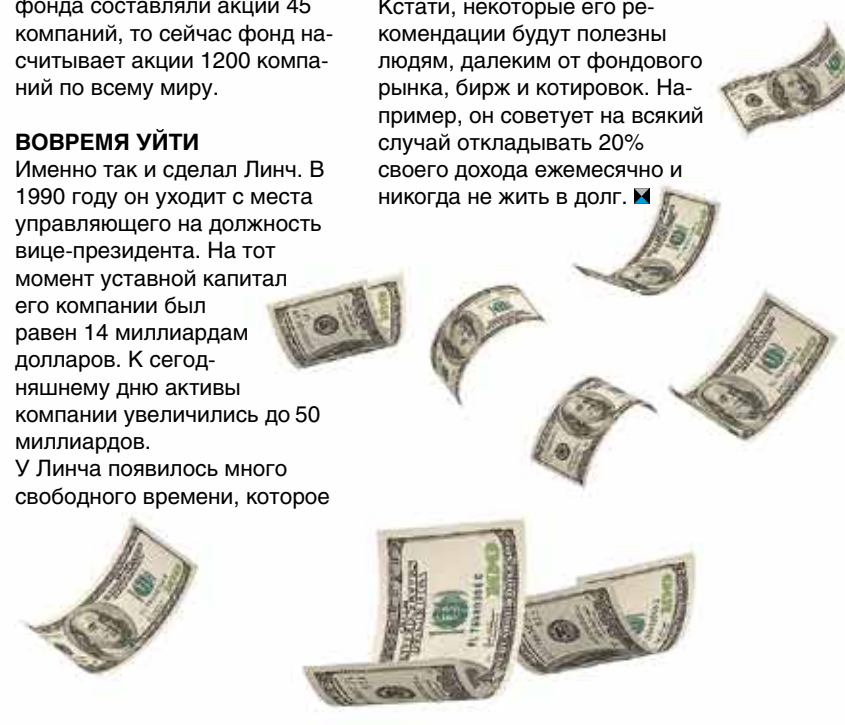 фонда составляли акции 45
компаний, то сейчас фонд на-
считывает акции 1200 компа-
ний по всему миру.
ВОВРЕМЯ УЙТИ
Именно так и сделал Линч. В
1990 году он уходит с места
управляющего на должность
вице-президента. На тот
момент уставной капитал
его компании был
равен 14 миллиардам
долларов. К сегод-
няшнему дню активы
компании увеличились до 50
миллиардов.
У Линча появилось много
свободного времени, которое
Кстати, некоторые его ре-
комендации будут полезны
людям, далеким от фондового
рынка, бирж и котировок. На-
пример, он советует на всякий
случай откладывать 20%
своего дохода ежемесячно и
никогда не жить в долг.